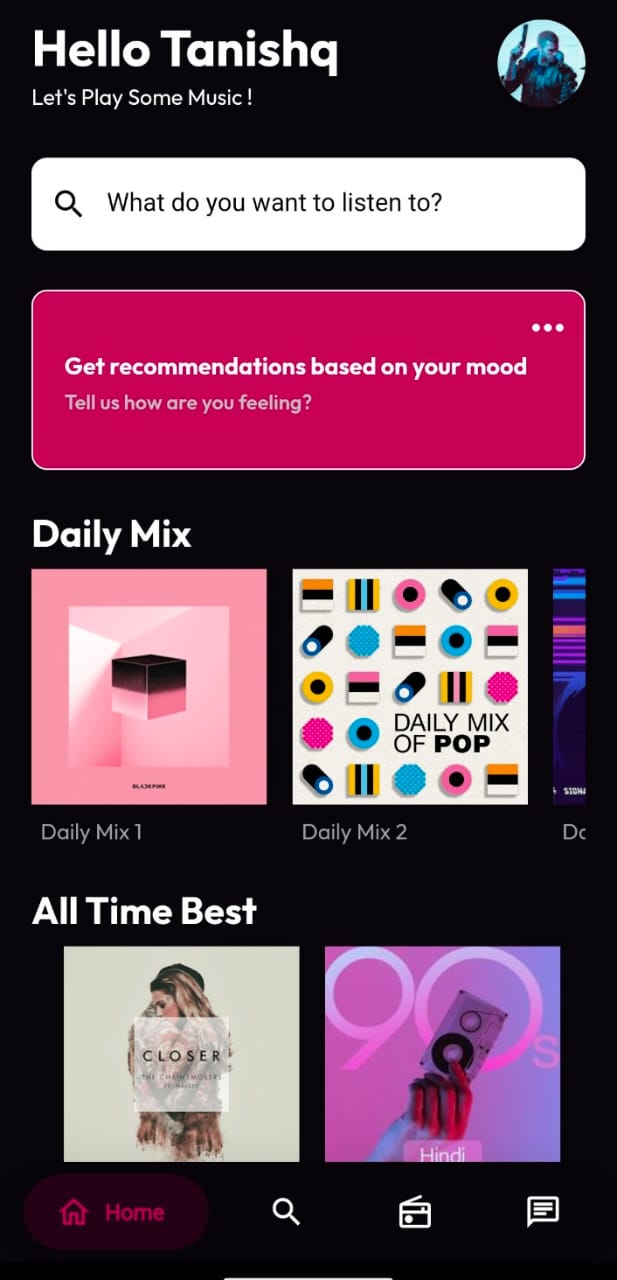 Hello Tanishq
Let's Play Some Music !
What do you want to listen to?
Get recommendations based on your mood
Tell us how are you feeling?
Daily Mix
BLACKPINK
DAILY MIX
OF POP
Daily Mix 1
Daily Mix 2
All Time Best
CLOSER
THE CHAINSMOKERS
FT. HALSEY
90s
Hindi
Home